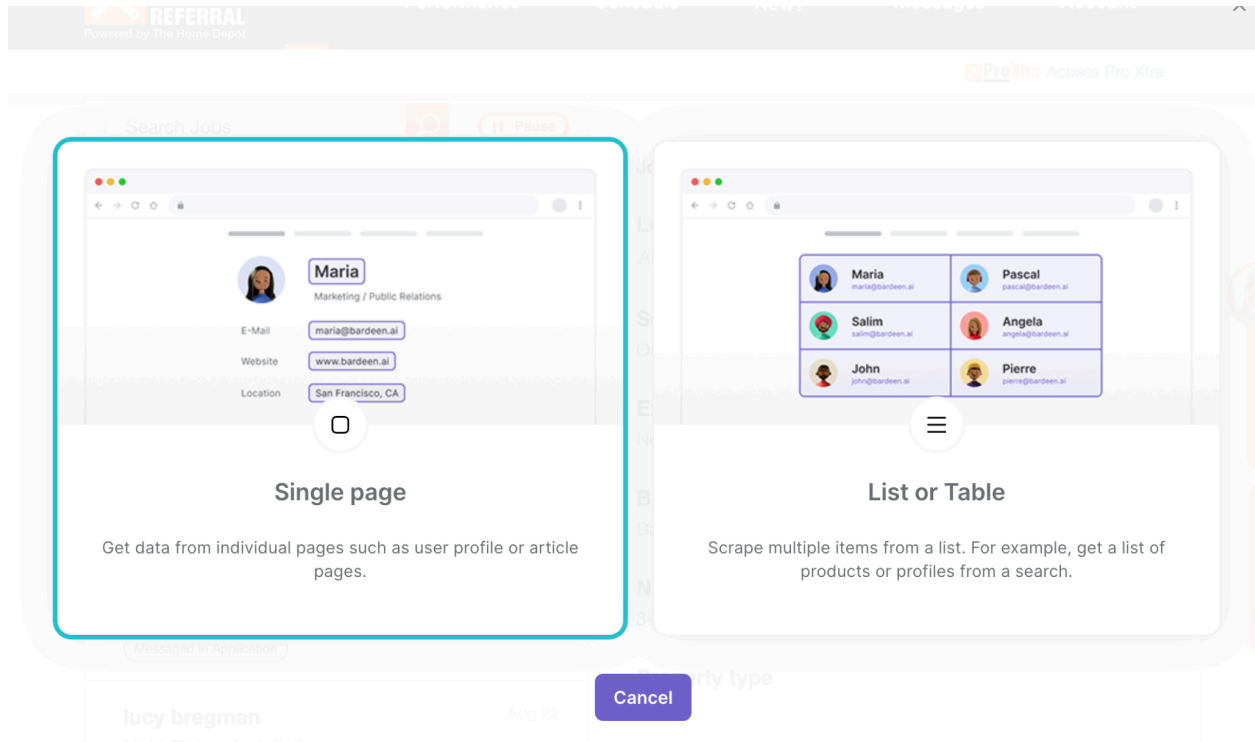 REFERRAL
Powered by The Home Depot
ProXtra Access Pro Xtra
Search Jobs
Pause
Maria
Marketing / Public Relations
E-Mail
maria@bardeen.ai
Website
www.bardeen.ai
Location
San Francisco, CA
Single page
Get data from individual pages such as user profile or article
pages.
Maria
maria@bardeen.ai
Pascal
pascal@bardeen.ai
Salim
salim@bardeen.ai
Angela
angela@bardeen.ai
John
john@bardeen.ai
Pierre
pierre@bardeen.ai
List or Table
Scrape multiple items from a list. For example, get a list of
products or profiles from a search.
Messaged in Application
Cancel
rty type
lucy bregman
Aug 22